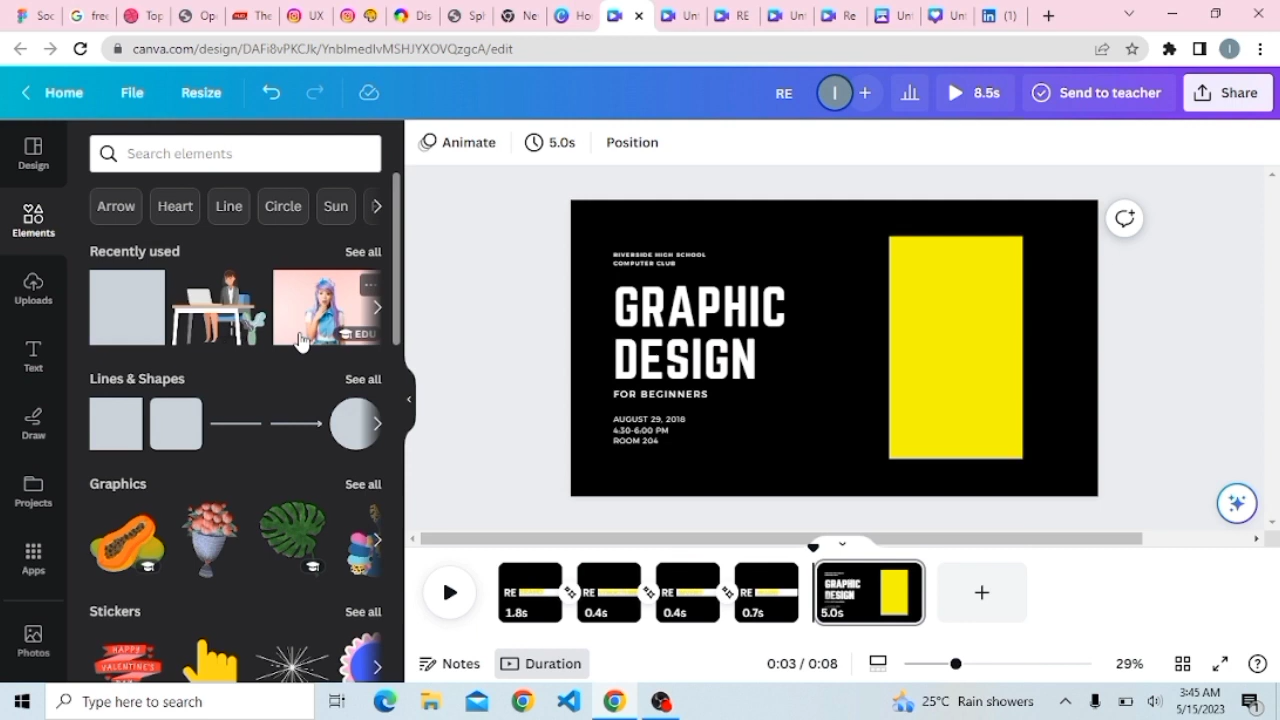 Soc
Top
Op
The
UX
Dis
Spl
Ne
Ho
Un
RE
Un
Re
Un
Un
(1)
canva.com/design/DAFi8vPKCJk/YnbImedIvMSHJYXOVQzgcA/edit
Home
File
Resize
RE
I
8.5s
Send to teacher
Share
Design
Elements
Uploads
Text
Draw
Projects
Apps
Photos
Search elements
Arrow
Heart
Line
Circle
Sun
Recently used
See all
EDU
Lines & Shapes
See all
Graphics
See all
Stickers
See all
HAPPY
VALENTINE'S
DAY
Animate
5.0s
Position
RIVERSIDE HIGH SCHOOL
COMPUTER CLUB
GRAPHIC
DESIGN
FOR BEGINNERS
AUGUST 29, 2018
4:30-6:00 PM
ROOM 204
RE
1.8s
RE
0.4s
RE
0.4s
RE
0.7s
GRAPHIC
DESIGN
5.0s
Notes
Duration
0:03 / 0:08
29%
Type here to search
25°C Rain showers
3:45 AM
5/15/2023
1